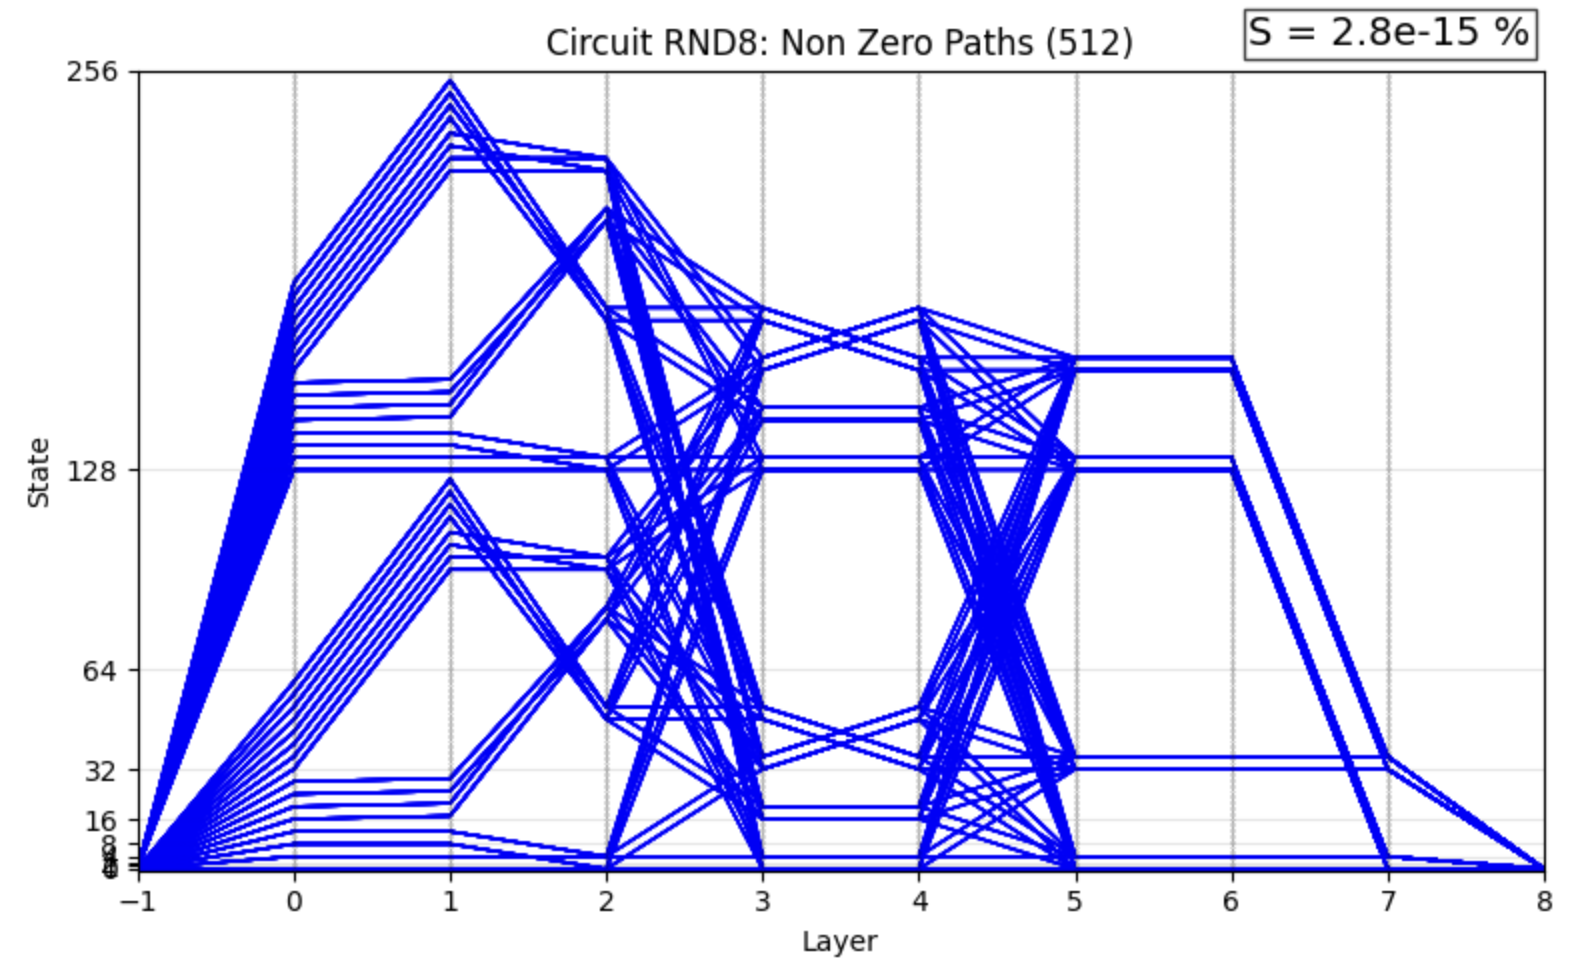 Circuit RND8: Non Zero Paths (512)
S = 2.8e-15 %
256
128
64
32
16
8
State
−1 0 1 2 3 4 5 6 7 8
Layer